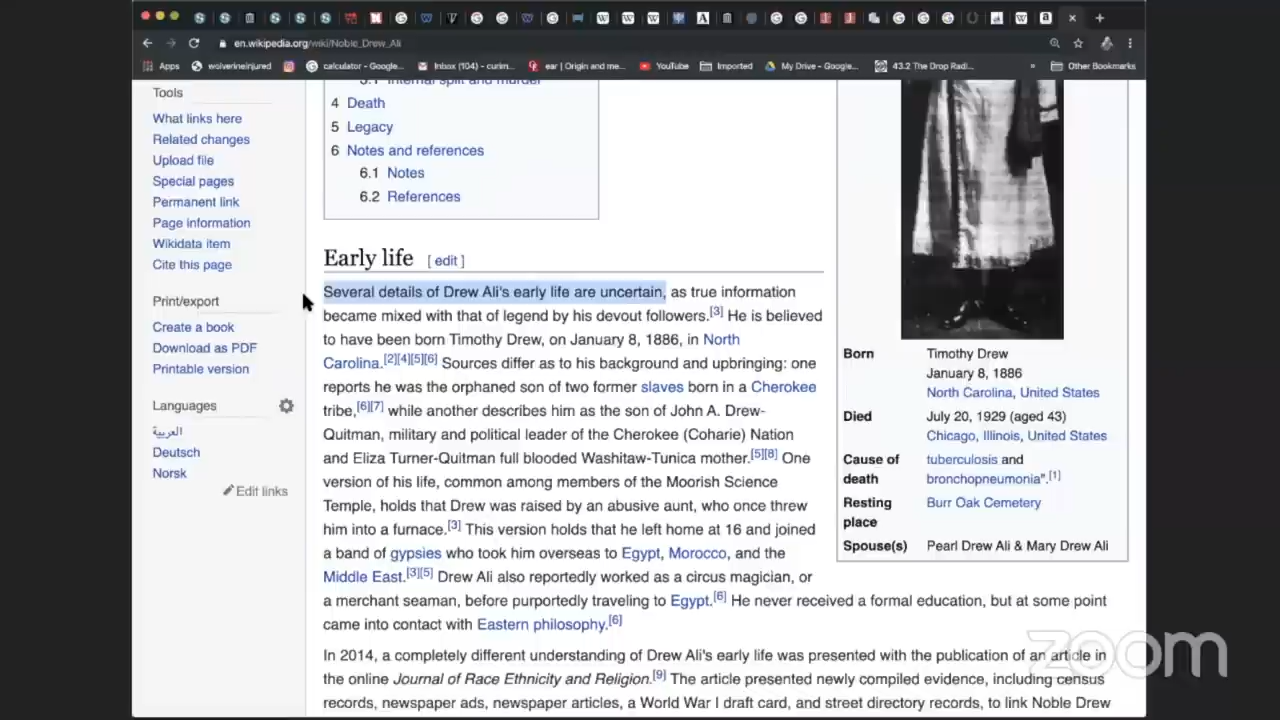 en.wikipedia.org/wiki/Noble_Drew_Ali
Apps wolverineinjured calculator - Google... Inbox (104) - curim... ear | Origin and me... YouTube Imported My Drive - Google... 43.2 The Drop Radi... » Other Bookmarks
Tools
What links here
Related changes
Upload file
Special pages
Permanent link
Page information
Wikidata item
Cite this page
Print/export
Create a book
Download as PDF
Printable version
Languages
العربية
Deutsch
Norsk
Edit links
3.1 Internal split and murder
4 Death
5 Legacy
6 Notes and references
6.1 Notes
6.2 References
Early life [ edit ]
Several details of Drew Ali's early life are uncertain, as true information
became mixed with that of legend by his devout followers.[3] He is believed
to have been born Timothy Drew, on January 8, 1886, in North
Carolina.[2][4][5][6] Sources differ as to his background and upbringing: one
reports he was the orphaned son of two former slaves born in a Cherokee
tribe,[6][7] while another describes him as the son of John A. Drew-
Quitman, military and political leader of the Cherokee (Coharie) Nation
and Eliza Turner-Quitman full blooded Washitaw-Tunica mother.[5][8] One
version of his life, common among members of the Moorish Science
Temple, holds that Drew was raised by an abusive aunt, who once threw
him into a furnace.[3] This version holds that he left home at 16 and joined
a band of gypsies who took him overseas to Egypt, Morocco, and the
Middle East.[3][5] Drew Ali also reportedly worked as a circus magician, or
a merchant seaman, before purportedly traveling to Egypt.[6] He never received a formal education, but at some point
came into contact with Eastern philosophy.[6]
In 2014, a completely different understanding of Drew Ali's early life was presented with the publication of an article in
the online Journal of Race Ethnicity and Religion.[9] The article presented newly compiled evidence, including census
records, newspaper ads, newspaper articles, a World War I draft card, and street directory records, to link Noble Drew
Born Timothy Drew
January 8, 1886
North Carolina, United States
Died July 20, 1929 (aged 43)
Chicago, Illinois, United States
Cause of tuberculosis and
death bronchopneumonia".[1]
Resting Burr Oak Cemetery
place
Spouse(s) Pearl Drew Ali & Mary Drew Ali
zoom